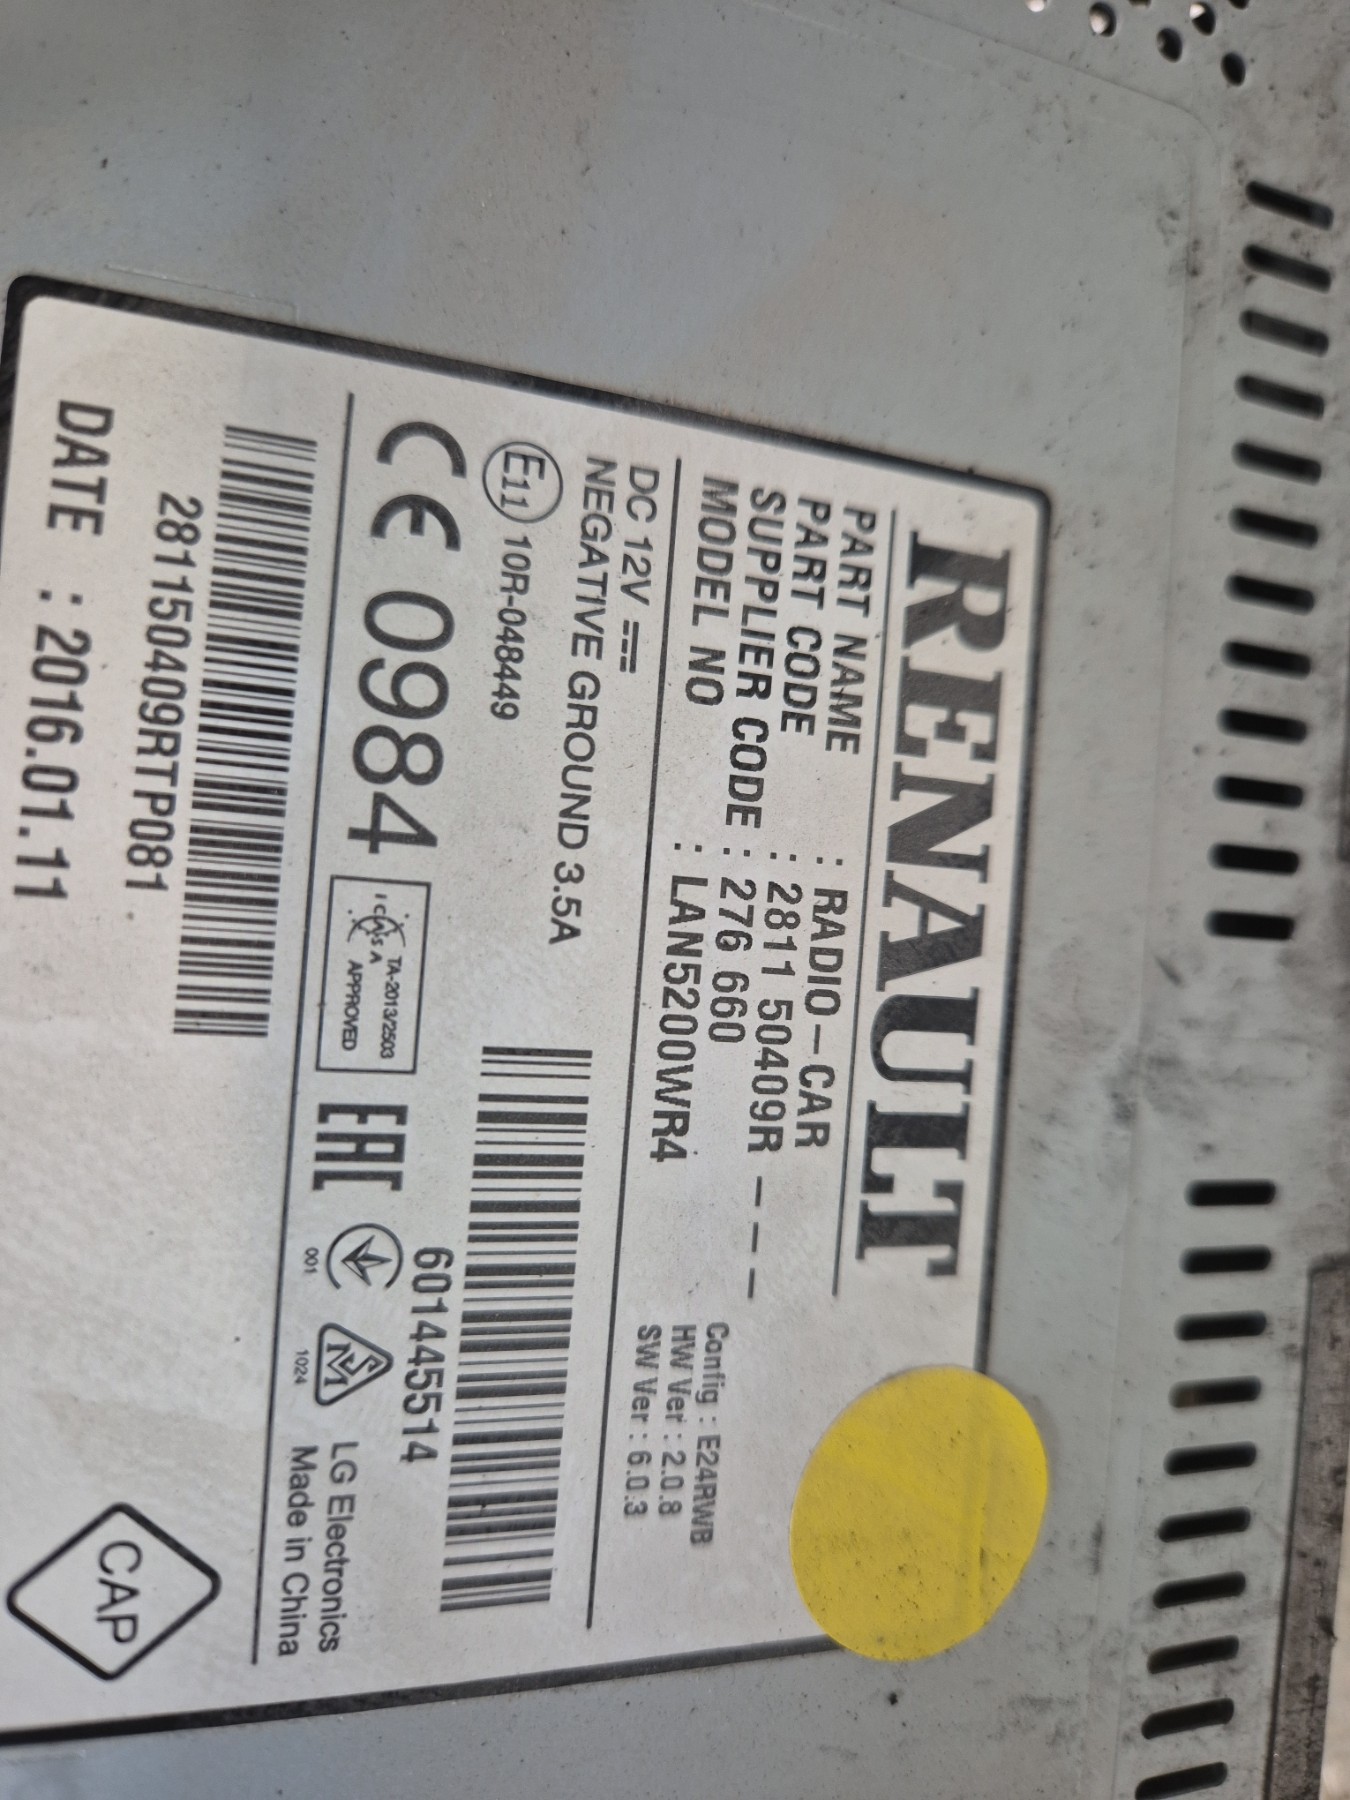 RENAULT
PART NAME : RADIO-CAR
PART CODE : 2811 50409R - - -
SUPPLIER CODE : 276 660
MODEL NO : LAN5200WR4
Config : E24RWB
HW Ver : 2.0.8
SW Ver : 6.0.3
DC 12V
NEGATIVE GROUND 3.5A
E11 10R-048449
601445514
CE 0984
ICASA TA-2013/2503
APPROVED
EAC
001
1024
LG Electronics
Made in China
281150409RTP081
DATE : 2016.01.11
CAP